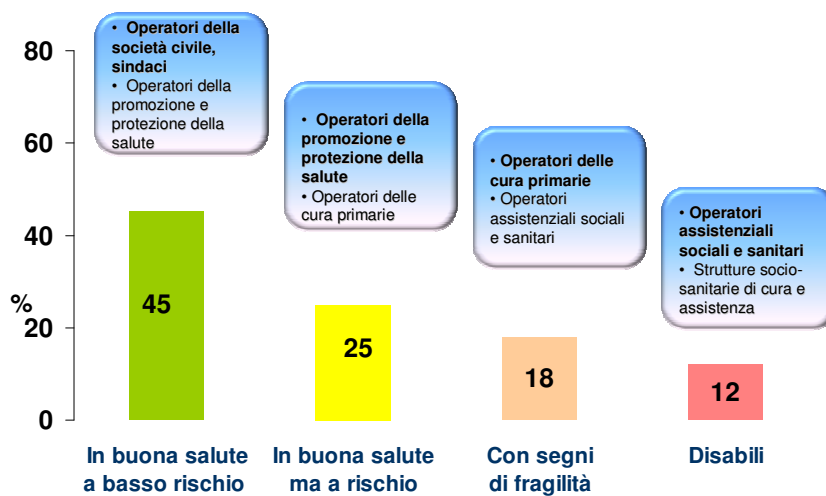 • Operatori della
società civile,
sindaci
• Operatori della
promozione e
protezione della
salute
• Operatori della
promozione e
protezione della
salute
• Operatori delle
cura primarie
• Operatori delle
cura primarie
• Operatori
assistenziali sociali
e sanitari
• Operatori
assistenziali
sociali e sanitari
• Strutture socio-
sanitarie di cura e
assistenza
80
60
40
%
20
0
45
25
18
12
In buona salute
a basso rischio
In buona salute
ma a rischio
Con segni
di fragilità
Disabili